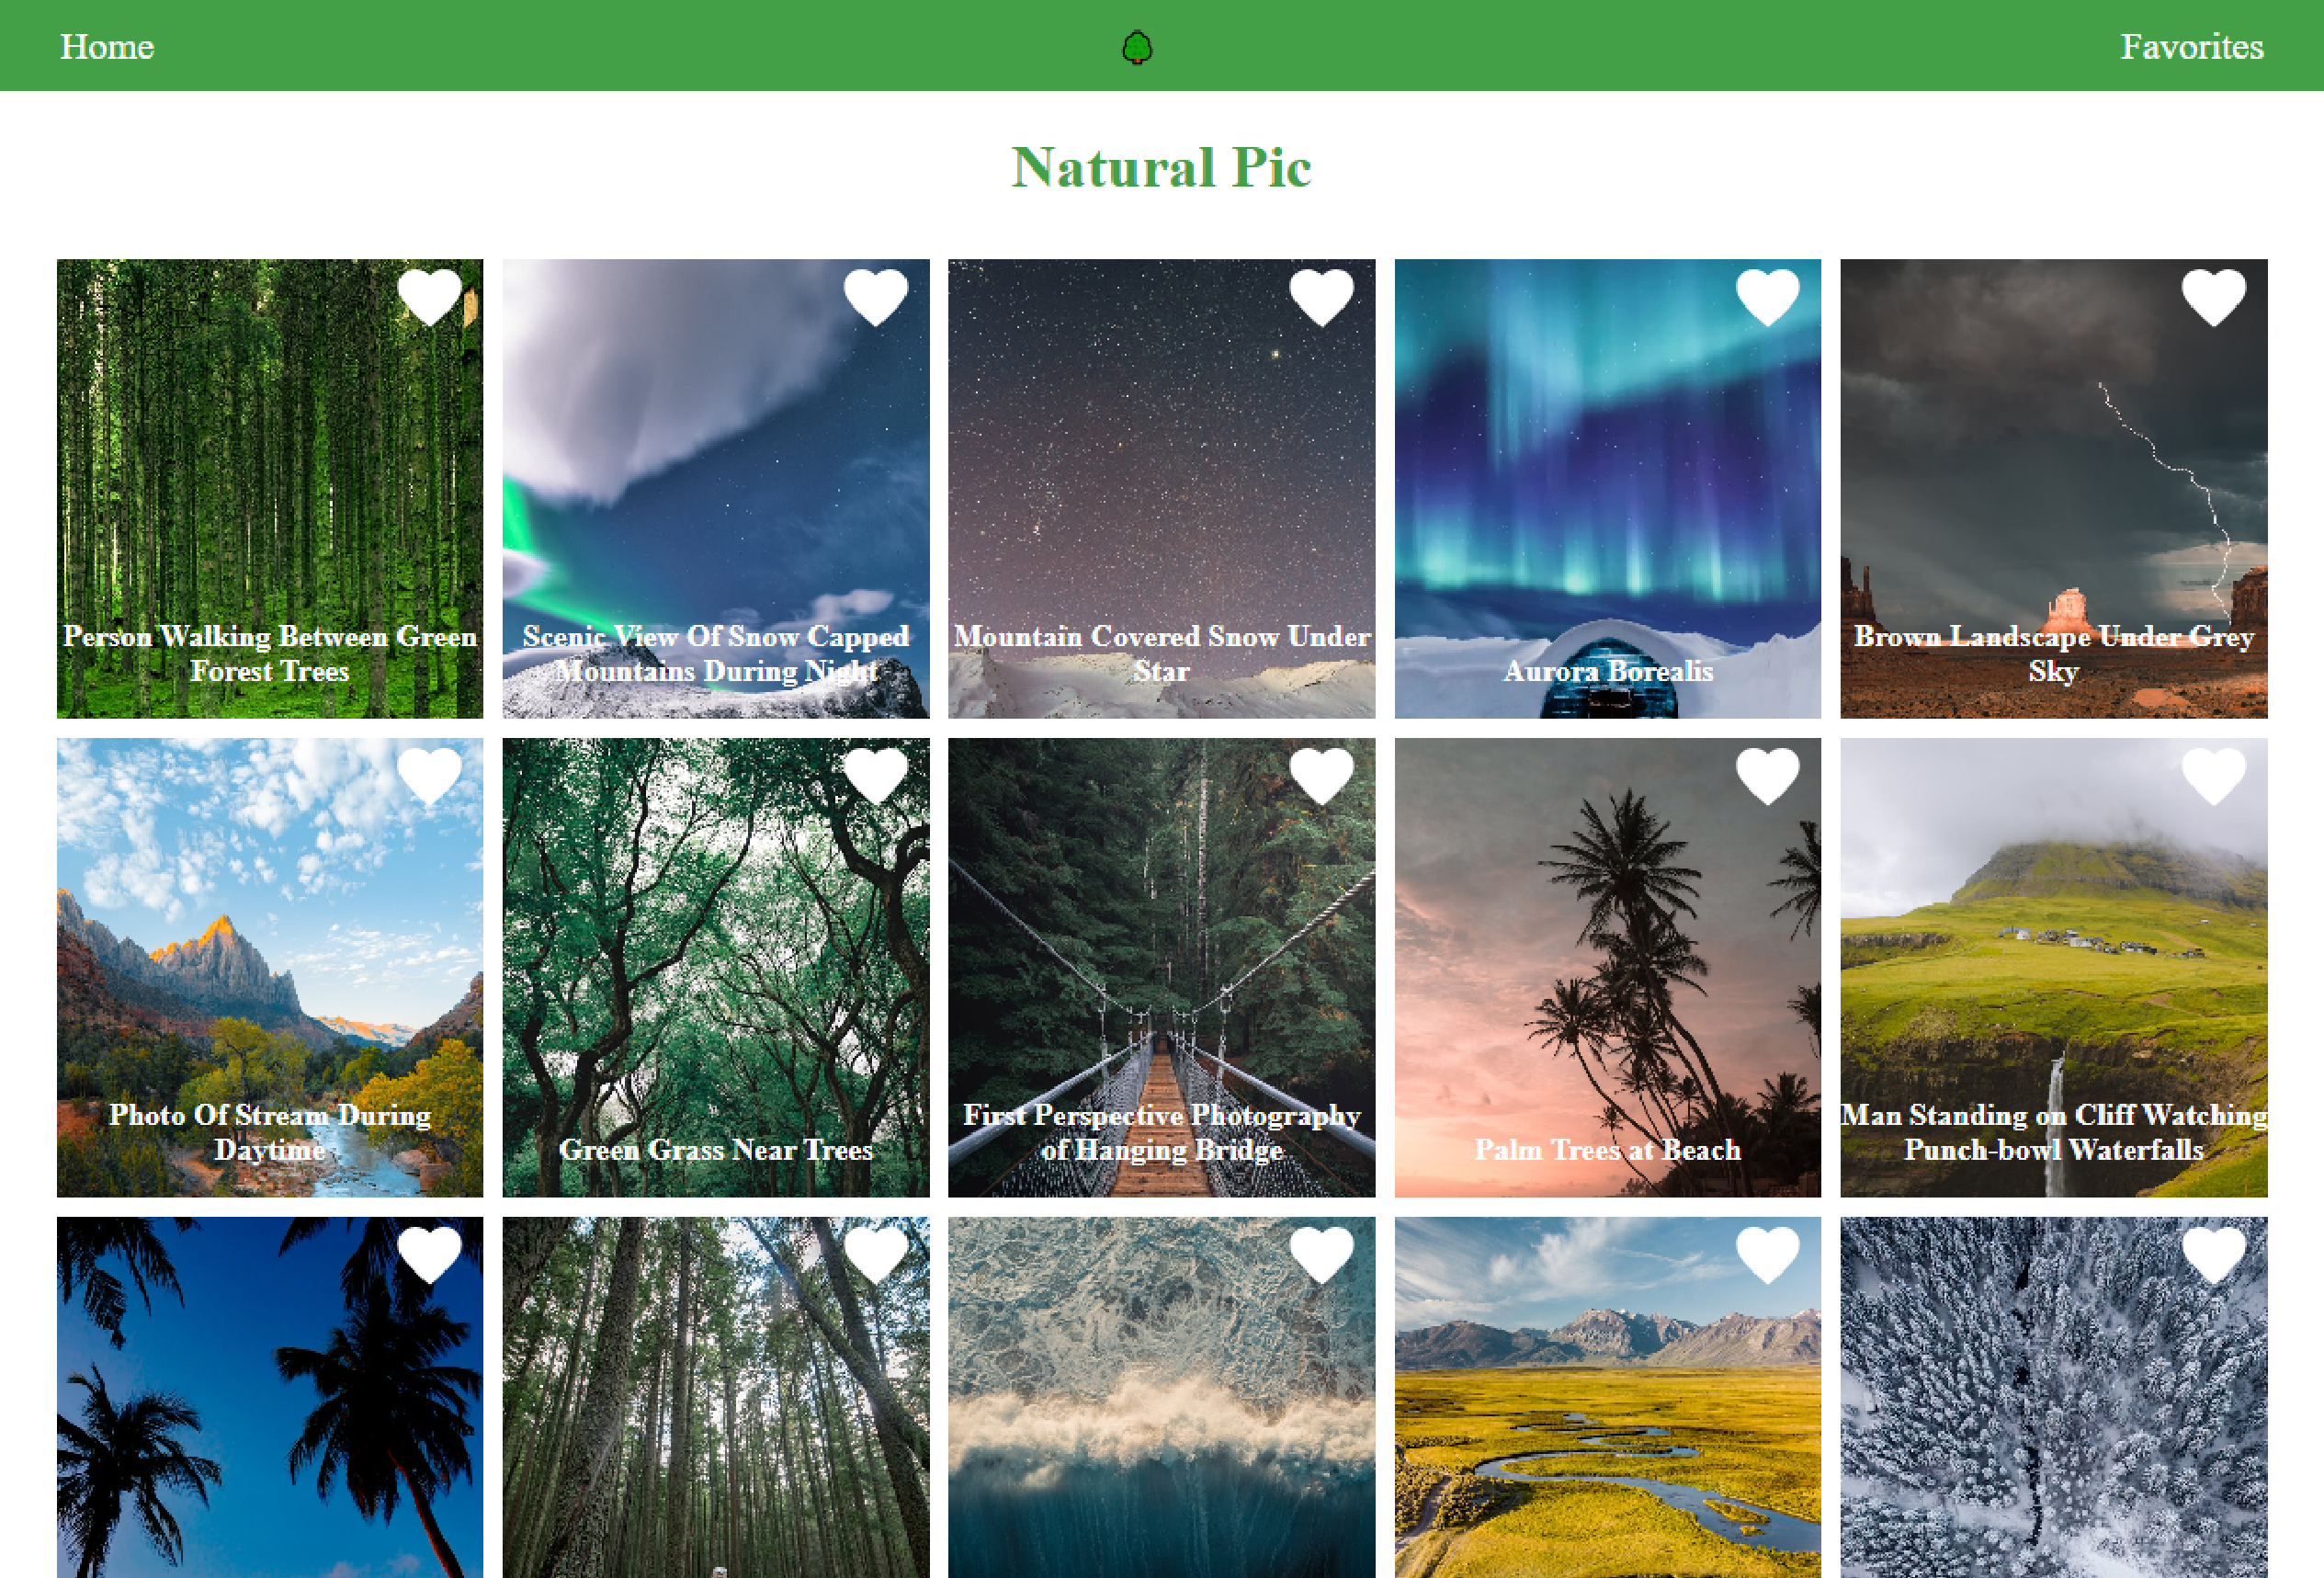 Home
Favorites
Natural Pic
Person Walking Between Green
Forest Trees
Scenic View Of Snow Capped
Mountains During Night
Mountain Covered Snow Under
Star
Aurora Borealis
Brown Landscape Under Grey
Sky
Photo Of Stream During
Daytime
Green Grass Near Trees
First Perspective Photography
of Hanging Bridge
Palm Trees at Beach
Man Standing on Cliff Watching
Punch-bowl Waterfalls